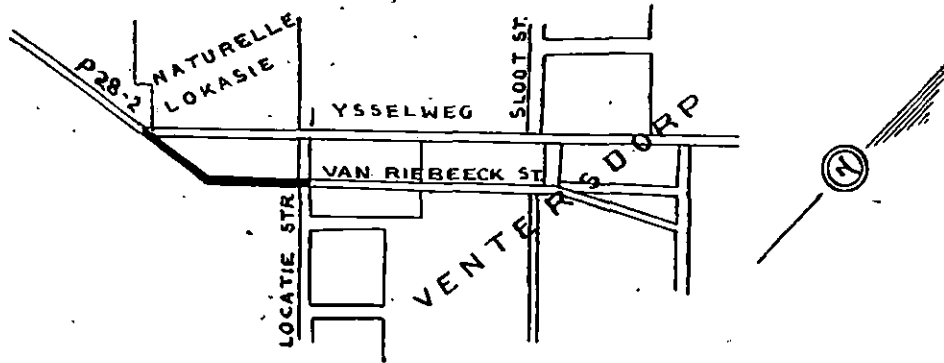 P28-2
NATURELLE
LOKASIE
YSSELWEG
SLOOT ST.
VAN RIEBEECK ST.
LOCATIE STR
VENTERSDORP